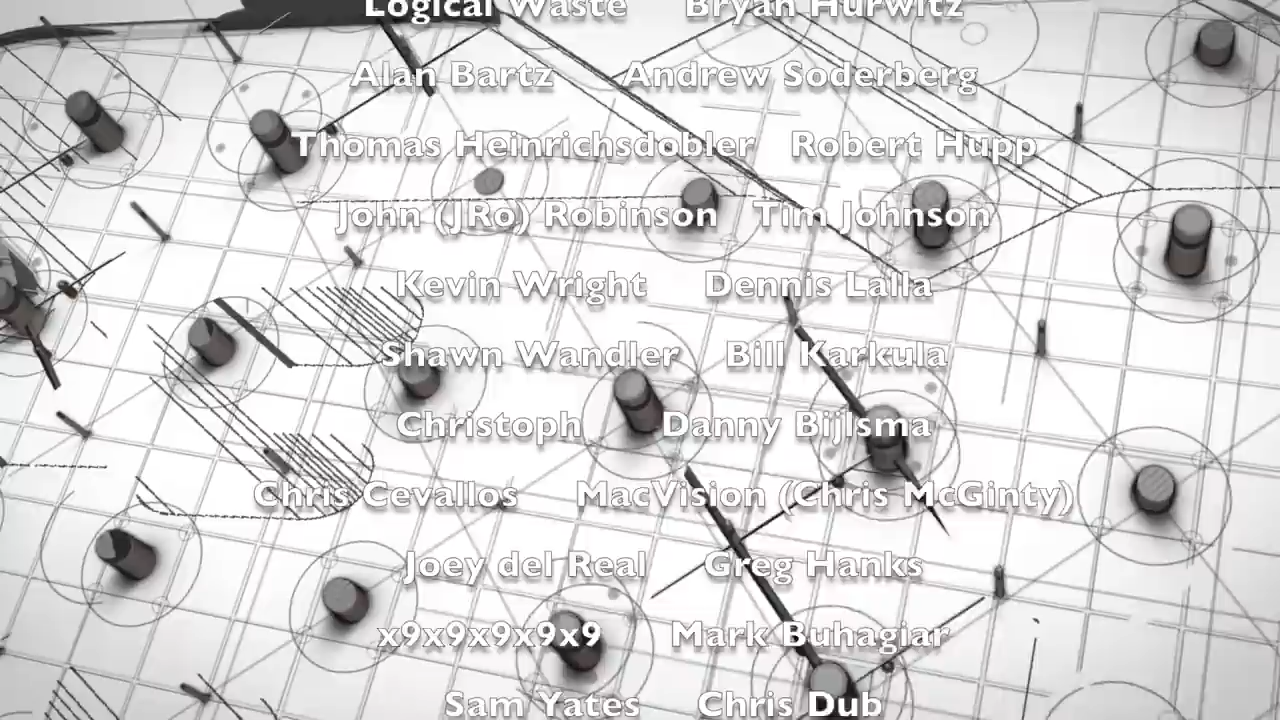 Logical Waste Bryan Hurwitz
Alan Bartz Andrew Soderberg
Thomas Heinrichsdobler Robert Hupp
John (JRo) Robinson Tim Johnson
Kevin Wright Dennis Lalla
Shawn Wandler Bill Karkula
Christoph Danny Bijlsma
Chris Cevallos MacVision (Chris McGinty)
Joey del Real Greg Hanks
x9x9x9x9x9 Mark Buhagiar
Sam Yates Chris Dub